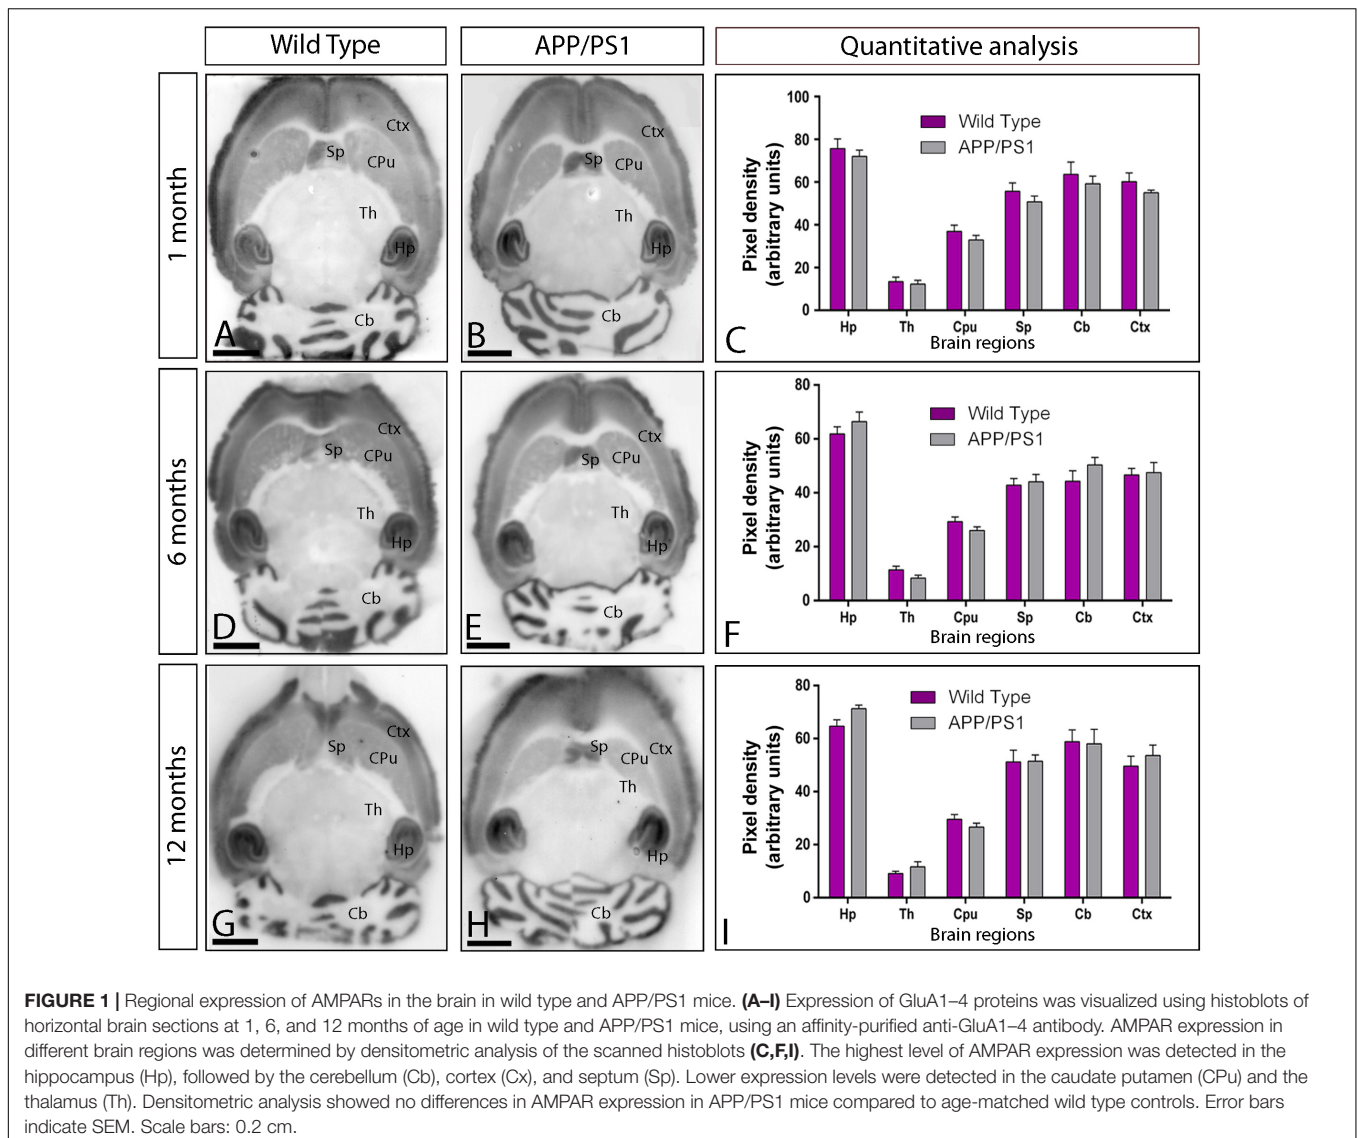 Wild Type
APP/PS1
Quantitative analysis
1 month
Ctx
Sp
CPu
Th
Hp
Cb
A
Ctx
Sp
CPu
Th
Hp
Cb
B
100
80
60
40
20
0
Pixel density
(arbitrary units)
Wild Type
APP/PS1
Hp Th Cpu Sp Cb Ctx
Brain regions
C
6 months
Ctx
Sp
CPu
Th
Hp
Cb
D
Ctx
Sp
CPu
Th
Hp
Cb
E
80
60
40
20
0
Pixel density
(arbitrary units)
Wild Type
APP/PS1
Hp Th Cpu Sp Cb Ctx
Brain regions
F
12 months
Ctx
Sp
CPu
Th
Hp
Cb
G
Sp
Ctx
CPu
Th
Hp
Cb
H
80
60
40
20
0
Pixel density
(arbitrary units)
Wild Type
APP/PS1
Hp Th Cpu Sp Cb Ctx
Brain regions
I
FIGURE 1 | Regional expression of AMPARs in the brain in wild type and APP/PS1 mice. (A–I) Expression of GluA1–4 proteins was visualized using histoblots of
horizontal brain sections at 1, 6, and 12 months of age in wild type and APP/PS1 mice, using an affinity-purified anti-GluA1–4 antibody. AMPAR expression in
different brain regions was determined by densitometric analysis of the scanned histoblots (C,F,I). The highest level of AMPAR expression was detected in the
hippocampus (Hp), followed by the cerebellum (Cb), cortex (Cx), and septum (Sp). Lower expression levels were detected in the caudate putamen (CPu) and the
thalamus (Th). Densitometric analysis showed no differences in AMPAR expression in APP/PS1 mice compared to age-matched wild type controls. Error bars
indicate SEM. Scale bars: 0.2 cm.